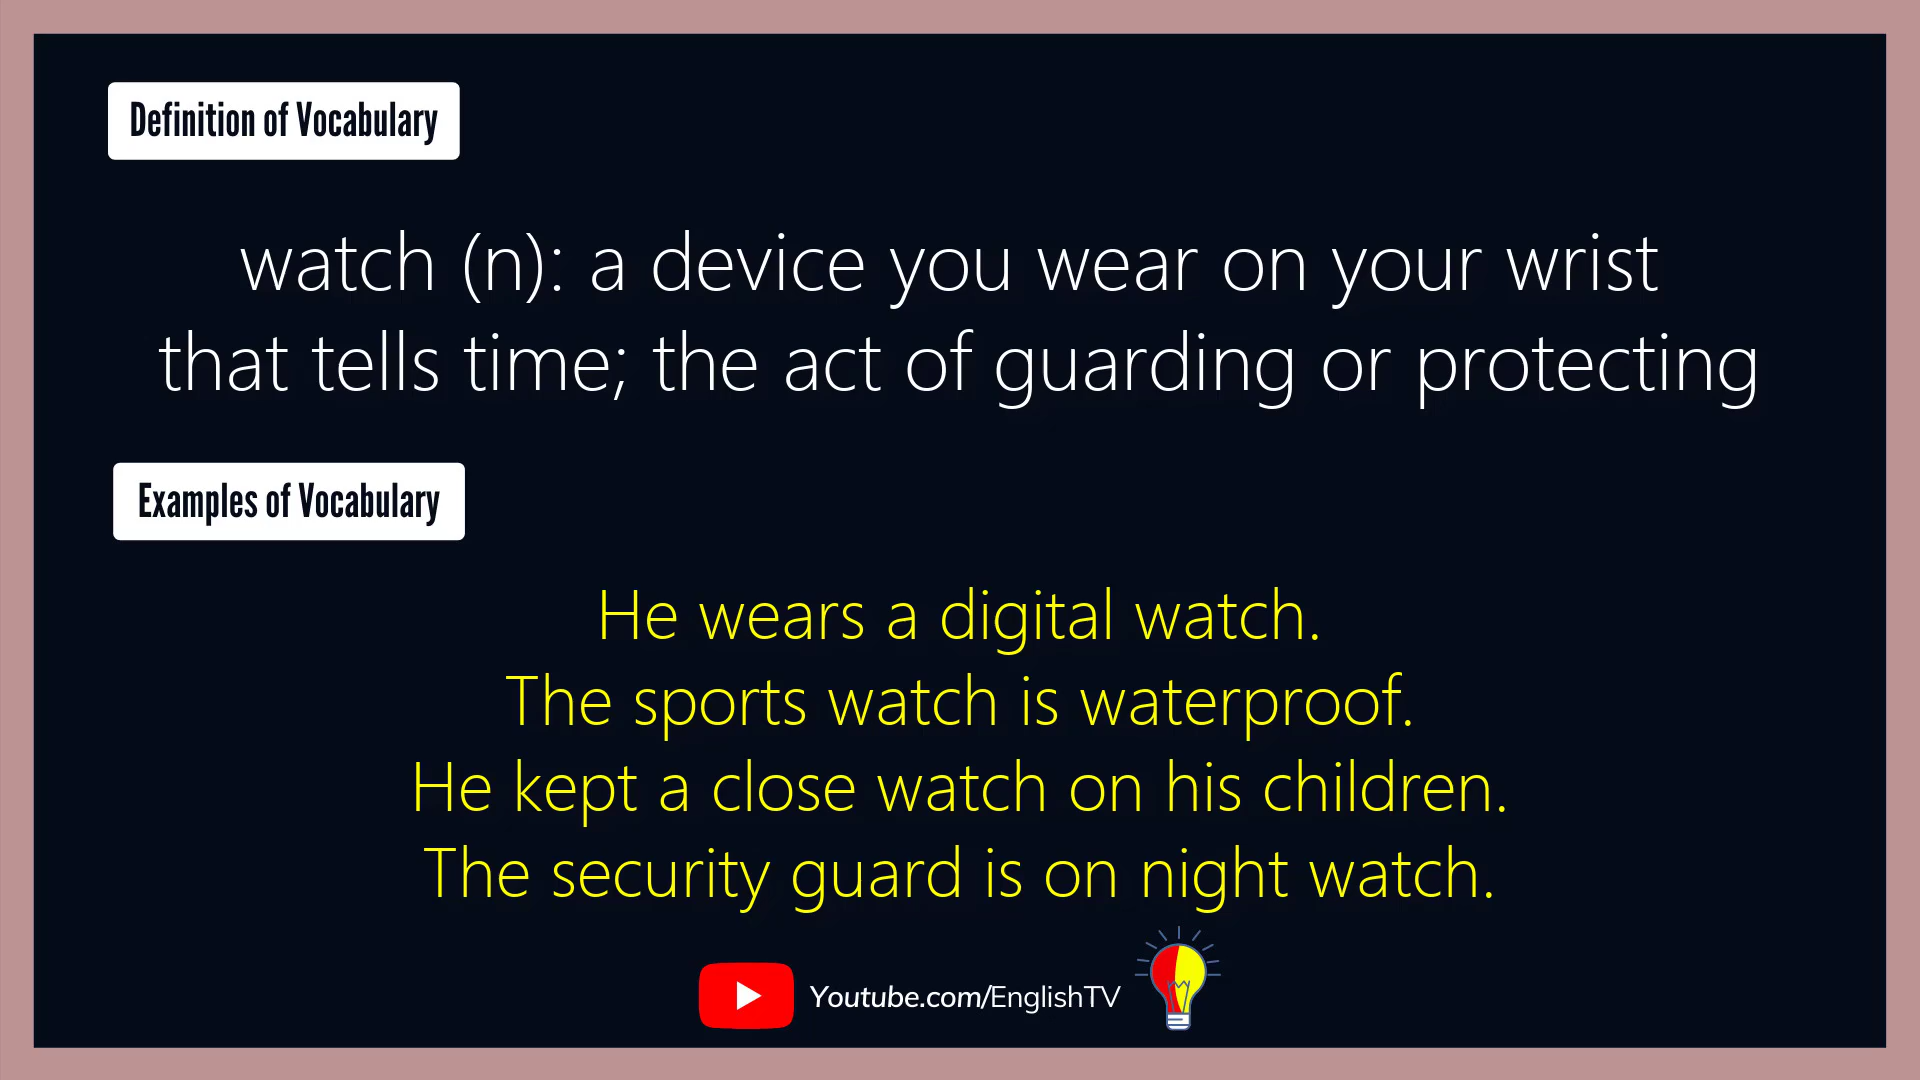 Definition of Vocabulary
watch (n): a device you wear on your wrist
that tells time; the act of guarding or protecting
Examples of Vocabulary
He wears a digital watch.
The sports watch is waterproof.
He kept a close watch on his children.
The security guard is on night watch.
Youtube.com/EnglishTV